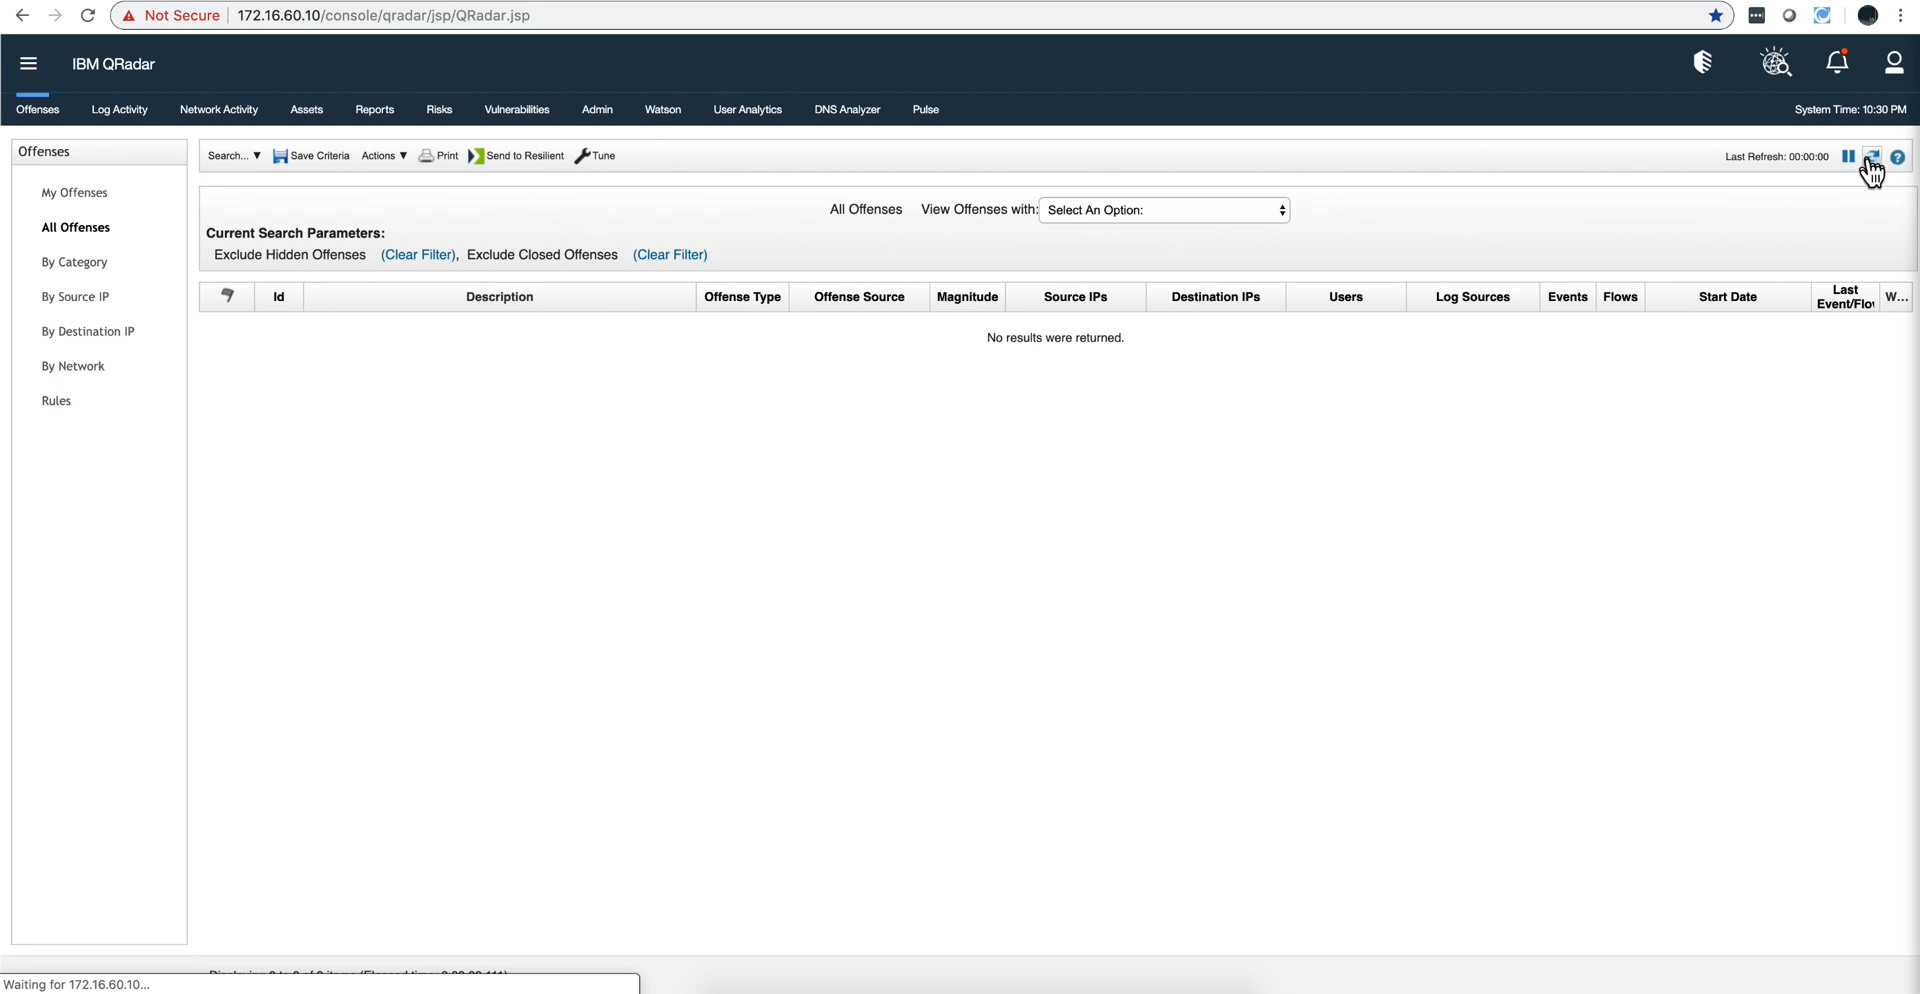 Not Secure 172.16.60.10/console/qradar/jsp/QRadar.jsp
IBM QRadar
Offenses Log Activity Network Activity Assets Reports Risks Vulnerabilities Admin Watson User Analytics DNS Analyzer Pulse System Time: 10:30 PM
Offenses
My Offenses
All Offenses
By Category
By Source IP
By Destination IP
By Network
Rules
Search... ▼ Save Criteria Actions ▼ Print Send to Resilient Tune Last Refresh: 00:00:00
All Offenses View Offenses with: Select An Option:
Current Search Parameters:
Exclude Hidden Offenses (Clear Filter), Exclude Closed Offenses (Clear Filter)
Id Description Offense Type Offense Source Magnitude Source IPs Destination IPs Users Log Sources Events Flows Start Date Last Event/Flo W...
No results were returned.
Waiting for 172.16.60.10...